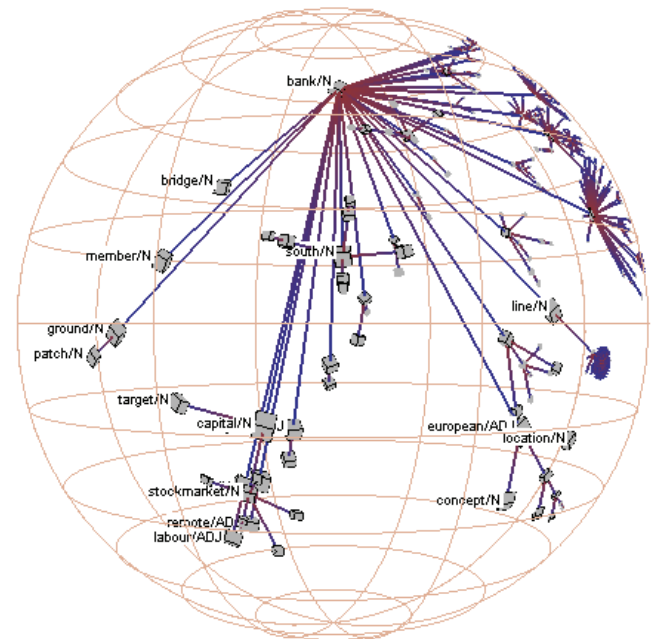 bank/N
bridge/N
south/N
member/N
line/N
ground/N
patch/N
target/N
capital/N
J
european/ADJ
location/N
stockmarket/N
concept/N
remote/ADJ
labour/ADJ